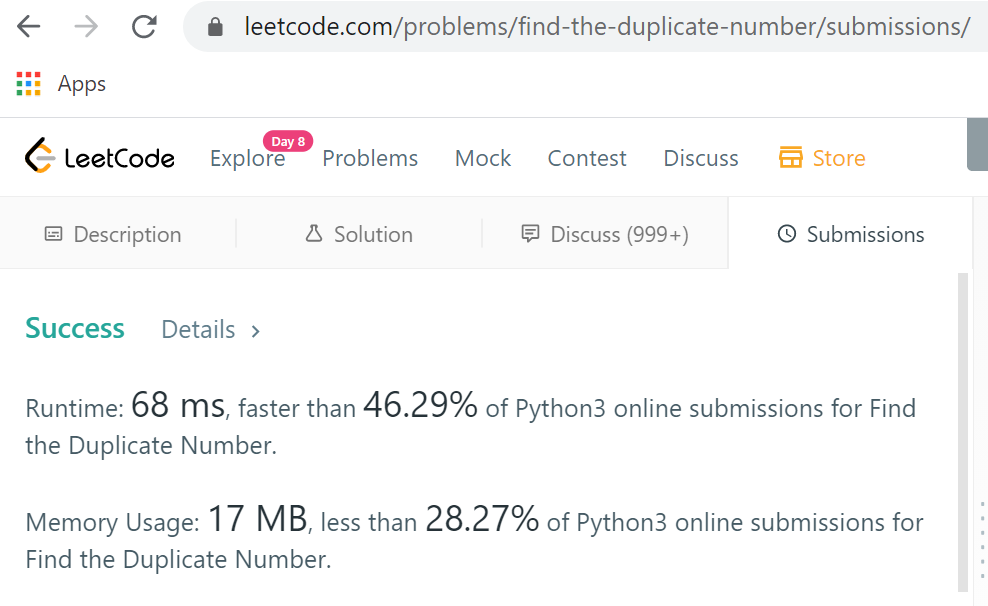 leetcode.com/problems/find-the-duplicate-number/submissions/
Apps
LeetCode Explore Day 8 Problems Mock Contest Discuss Store
Description Solution Discuss (999+) Submissions
Success Details >
Runtime: 68 ms, faster than 46.29% of Python3 online submissions for Find
the Duplicate Number.
Memory Usage: 17 MB, less than 28.27% of Python3 online submissions for
Find the Duplicate Number.